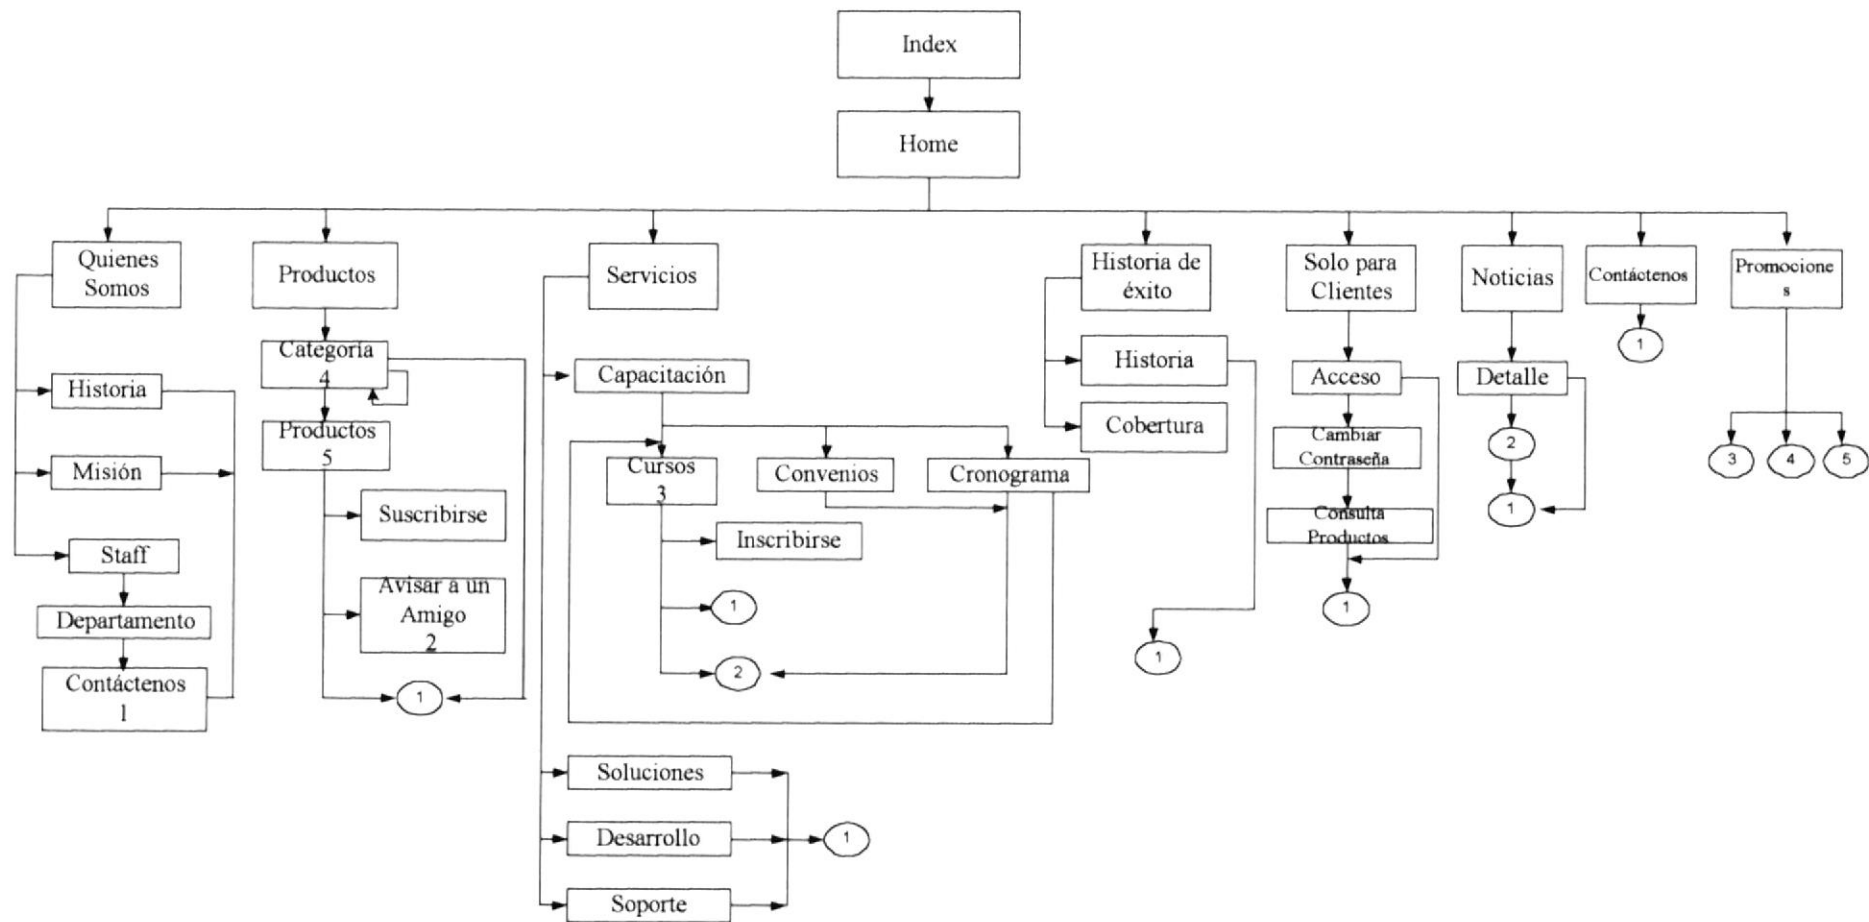 Index
Home
Quienes
Somos
Productos
Servicios
Historia de
éxito
Solo para
Clientes
Noticias
Contáctenos
Promocione
s
Categoría
4
Productos
5
Historia
Misión
Staff
Departamento
Contáctenos
1
Suscribirse
Avisar a un
Amigo
2
1
Capacitación
Cursos
3
Convenios
Cronograma
Inscribirse
1
2
Soluciones
Desarrollo
Soporte
1
Historia
Cobertura
1
Acceso
Cambiar
Contraseña
Consulta
Productos
1
Detalle
2
1
1
3
4
5